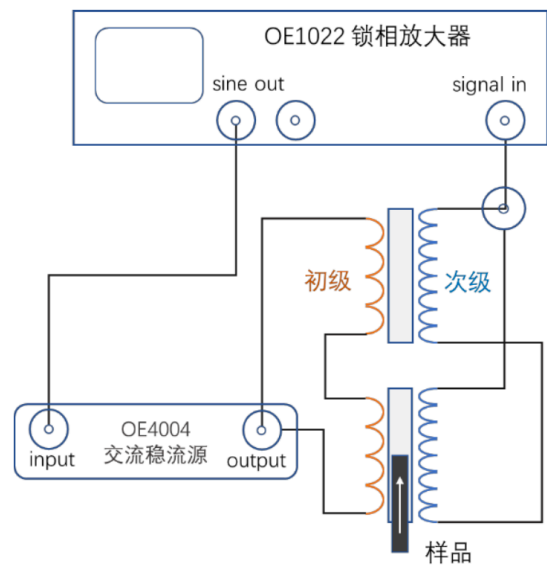 OE1022 锁相放大器
sine out
signal in
初级
次级
OE4004
交流稳流源
input
output
样品